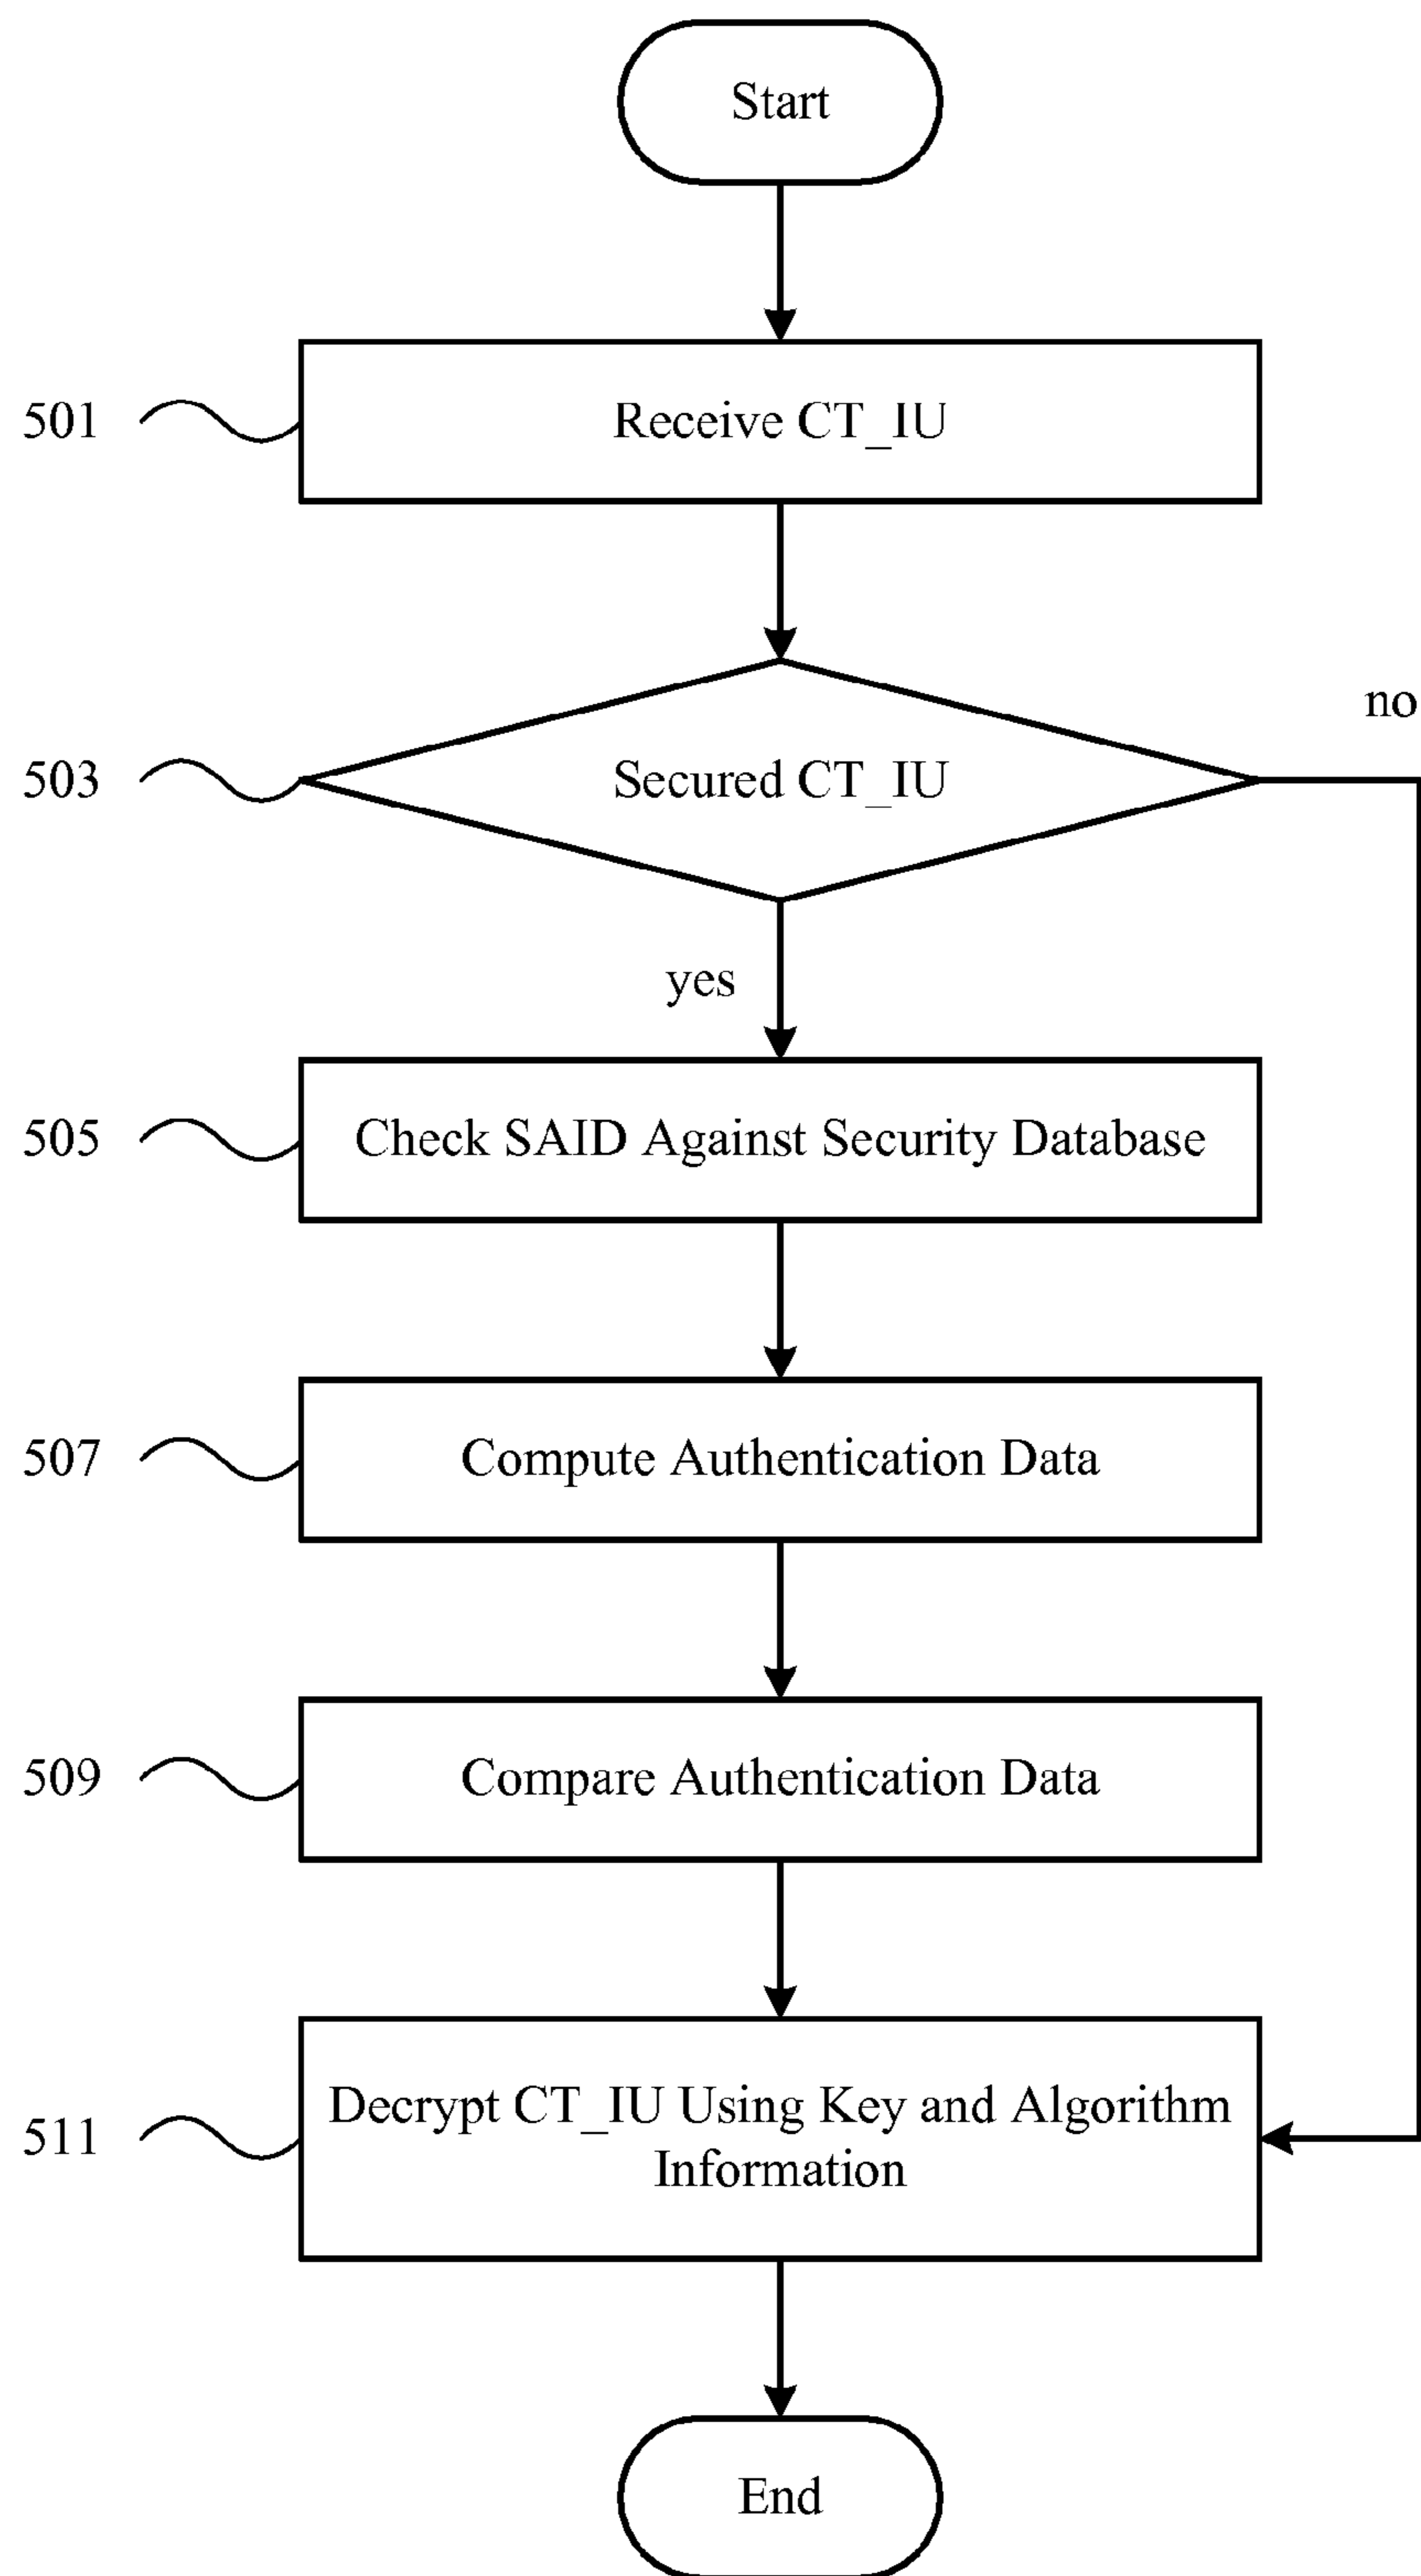 Start
501
Receive CT_IU
no
503
Secured CT_IU
yes
505
Check SAID Against Security Database
507
Compute Authentication Data
509
Compare Authentication Data
511
Decrypt CT_IU Using Key and Algorithm
Information
End